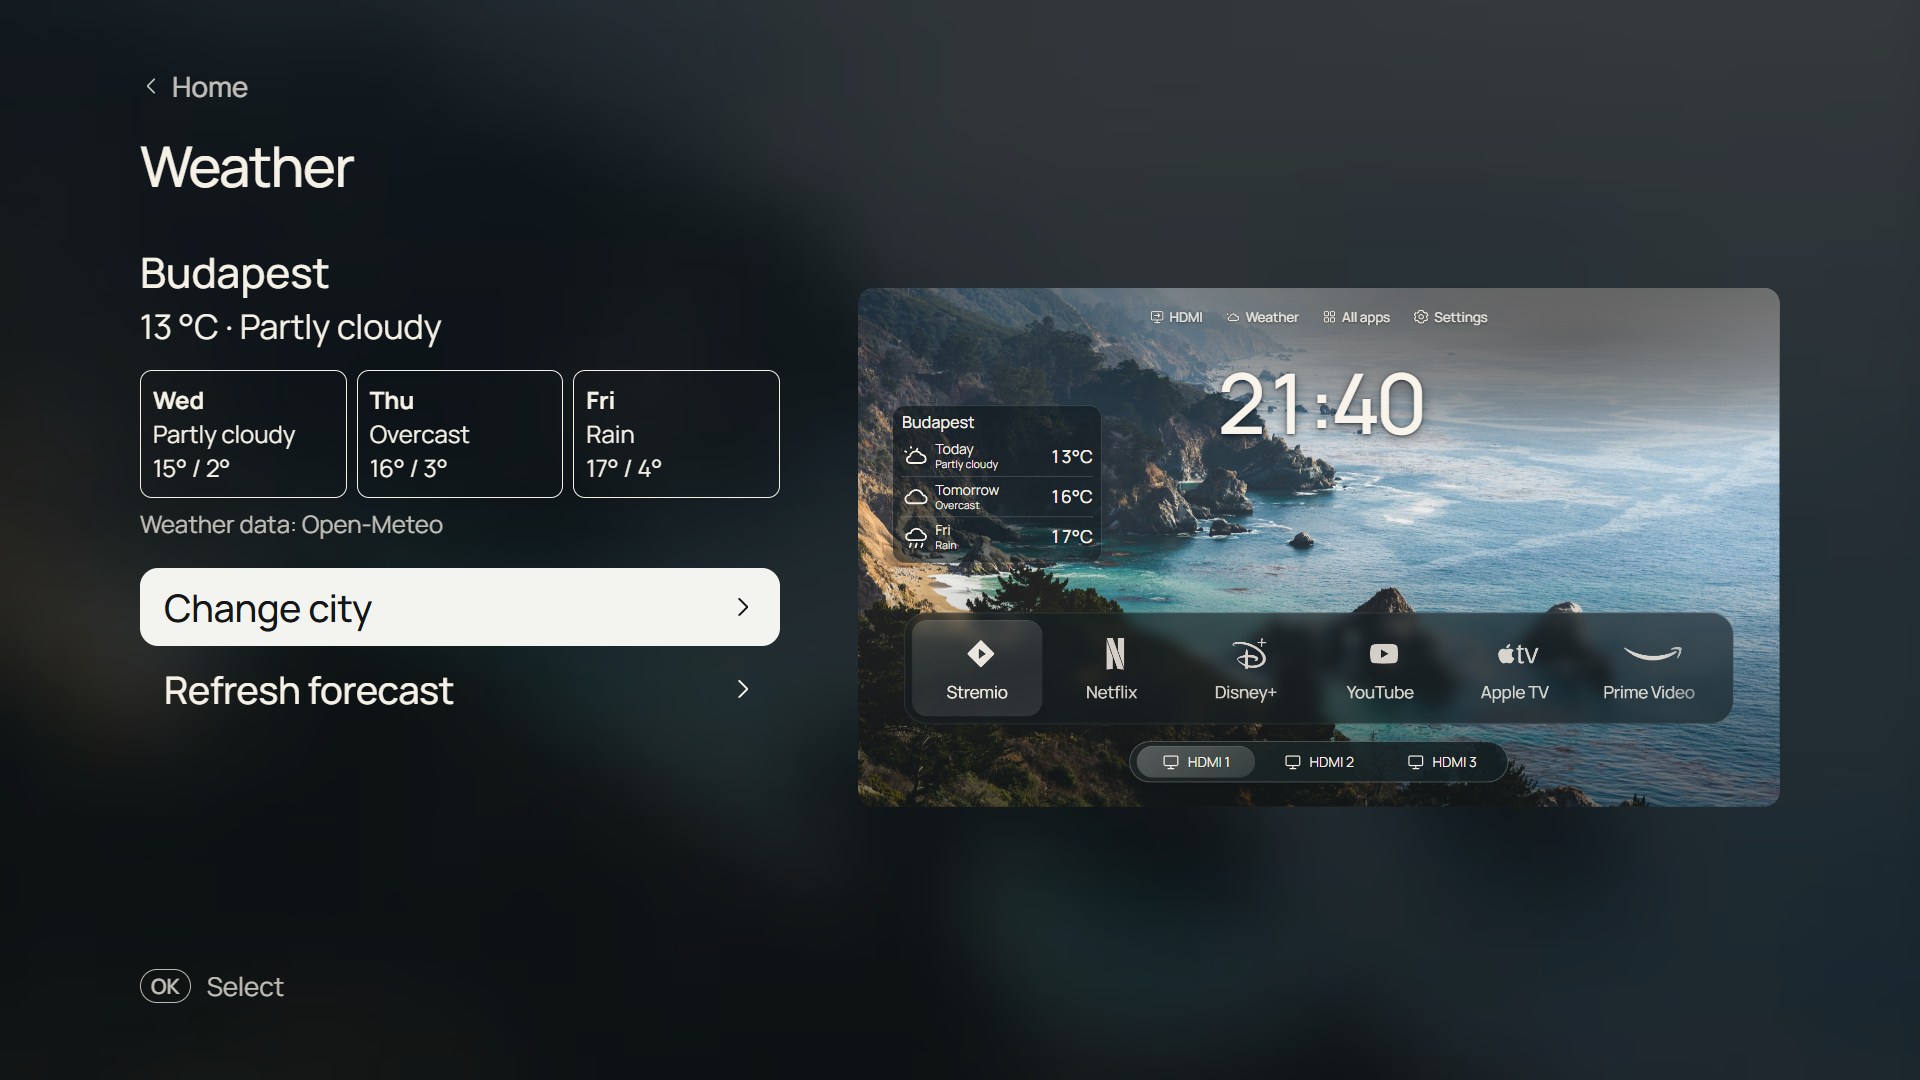 Home
Weather
Budapest
13 °C · Partly cloudy
Wed
Partly cloudy
15° / 2°
Thu
Overcast
16° / 3°
Fri
Rain
17° / 4°
Weather data: Open-Meteo
Change city
Refresh forecast
OK Select
HDMI Weather All apps Settings
21:40
Budapest
Today
Partly cloudy
13°C
Tomorrow
Overcast
16°C
Fri
Rain
17°C
Stremio
Netflix
Disney+
YouTube
tv
Apple TV
Prime Video
HDMI 1 HDMI 2 HDMI 3